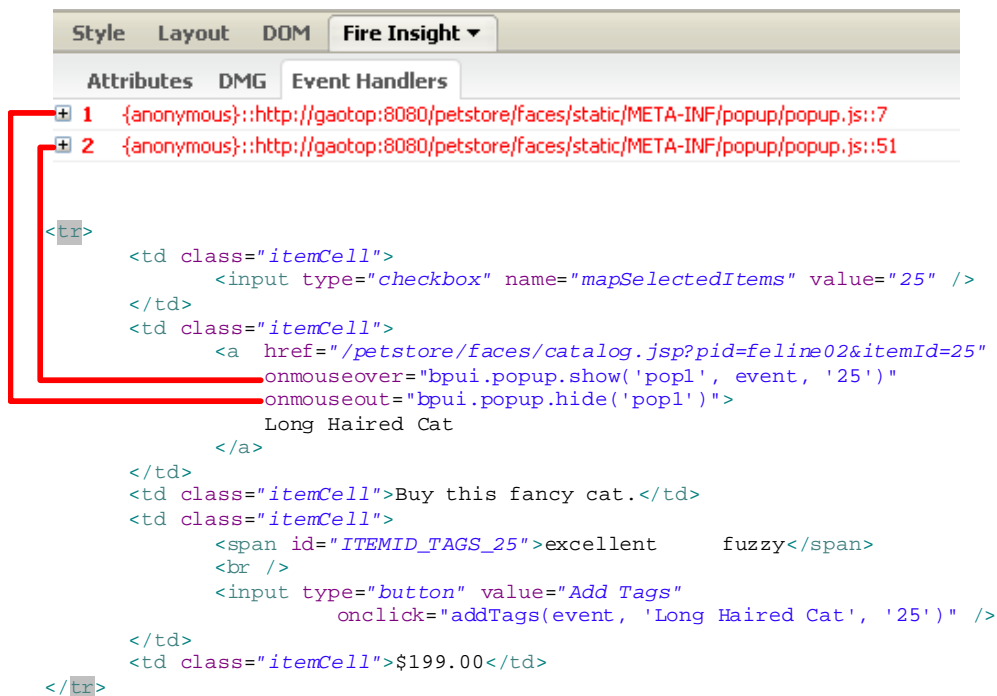 Style Layout DOM Fire Insight ▼
Attributes DMG Event Handlers
1 {anonymous}::http://gaotop:8080/petstore/faces/static/META-INF/popup/popup.js::7
2 {anonymous}::http://gaotop:8080/petstore/faces/static/META-INF/popup/popup.js::51
<tr>
<td class="itemCell">
<input type="checkbox" name="mapSelectedItems" value="25" />
</td>
<td class="itemCell">
<a href="/petstore/faces/catalog.jsp?pid=feline02&itemId=25"
onmouseover="bpui.popup.show('pop1', event, '25')"
onmouseout="bpui.popup.hide('pop1')">
Long Haired Cat
</a>
</td>
<td class="itemCell">Buy this fancy cat.</td>
<td class="itemCell">
<span id="ITEMID_TAGS_25">excellent fuzzy</span>
<br />
<input type="button" value="Add Tags"
onclick="addTags(event, 'Long Haired Cat', '25')" />
</td>
<td class="itemCell">$199.00</td>
</tr>